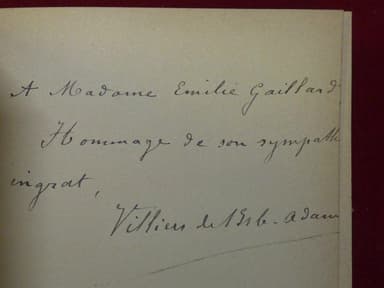 A Madame Emilie Gaillard
Hommage de son sympath
ingrat,
Villiers de l'Isle-Adam